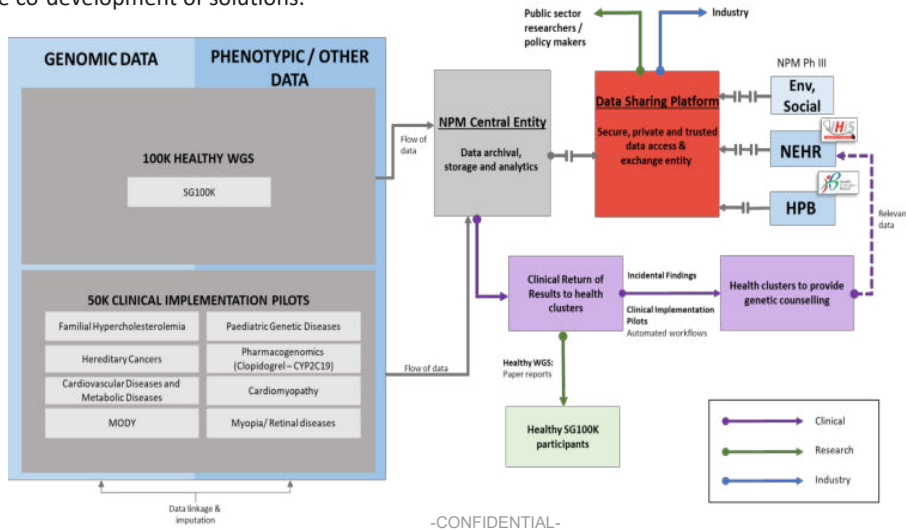 e co-development of solutions.
GENOMIC DATA
PHENOTYPIC / OTHER
DATA
100K HEALTHY WGS
SG100K
50K CLINICAL IMPLEMENTATION PILOTS
Familial Hypercholesterolemia
Paediatric Genetic Diseases
Hereditary Cancers
Pharmacogenomics
(Clopidogrel – CYP2C19)
Cardiovascular Diseases and
Metabolic Diseases
Cardiomyopathy
MODY
Myopia/ Retinal diseases
Data linkage &
imputation
Flow of
data
Flow of data
NPM Central Entity
Data archival,
storage and analytics
Public sector
researchers /
policy makers
Industry
Data Sharing Platform
Secure, private and trusted
data access &
exchange entity
NPM Ph III
Env,
Social
NEHR
HPB
Relevan
data
Clinical Return of
Results to health
clusters
Incidental Findings
Clinical Implementation
Pilots
Automated workflows
Health clusters to provide
genetic counselling
Healthy WGS:
Paper reports
Healthy SG100K
participants
Clinical
Research
Industry
-CONFIDENTIAL-